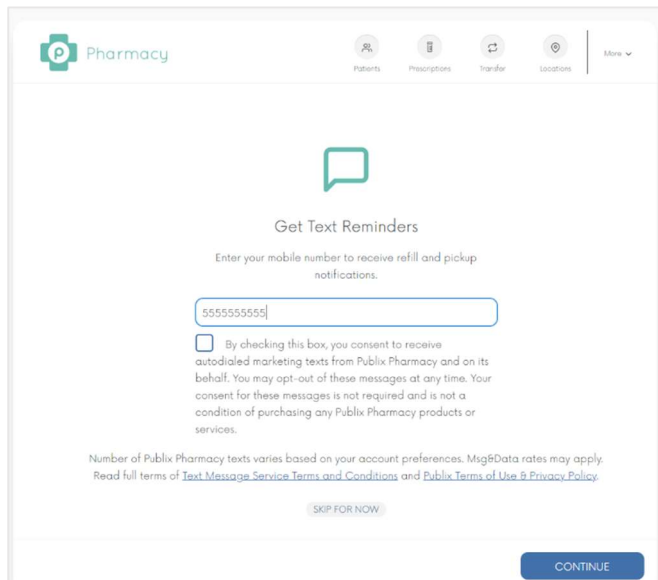 p Pharmacy
Patients Prescriptions Transfer Locations More
Get Text Reminders
Enter your mobile number to receive refill and pickup
notifications.
5555555555
By checking this box, you consent to receive
autodialed marketing texts from Publix Pharmacy and on its
behalf. You may opt-out of these messages at any time. Your
consent for these messages is not required and is not a
condition of purchasing any Publix Pharmacy products or
services.
Number of Publix Pharmacy texts varies based on your account preferences. Msg&Data rates may apply.
Read full terms of Text Message Service Terms and Conditions and Publix Terms of Use & Privacy Policy.
SKIP FOR NOW
CONTINUE